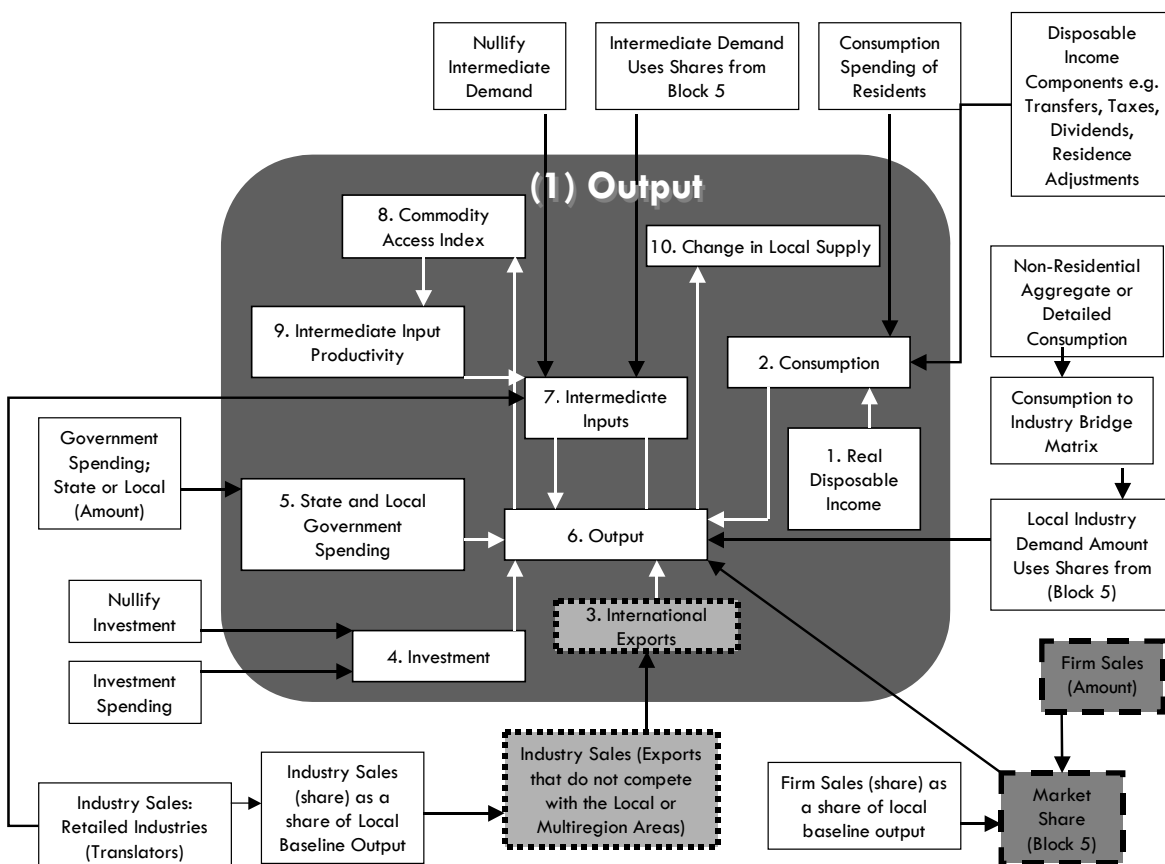 Nullify
Intermediate
Demand
Intermediate Demand
Uses Shares from
Block 5
Consumption
Spending of
Residents
Disposable
Income
Components e.g.
Transfers, Taxes,
Dividends,
Residence
Adjustments
(1) Output
8. Commodity
Access Index
10. Change in Local Supply
9. Intermediate Input
Productivity
2. Consumption
7. Intermediate
Inputs
1. Real
Disposable
Income
Non-Residential
Aggregate or
Detailed
Consumption
Consumption to
Industry Bridge
Matrix
Government
Spending;
State or Local
(Amount)
5. State and Local
Government
Spending
6. Output
Local Industry
Demand Amount
Uses Shares from
(Block 5)
Nullify
Investment
Investment
Spending
4. Investment
3. International
Exports
Firm Sales
(Amount)
Industry Sales:
Retailed Industries
(Translators)
Industry Sales
(share) as a
share of Local
Baseline Output
Industry Sales (Exports
that do not compete
with the Local or
Multiregion Areas)
Firm Sales (share) as
a share of local
baseline output
Market
Share
(Block 5)